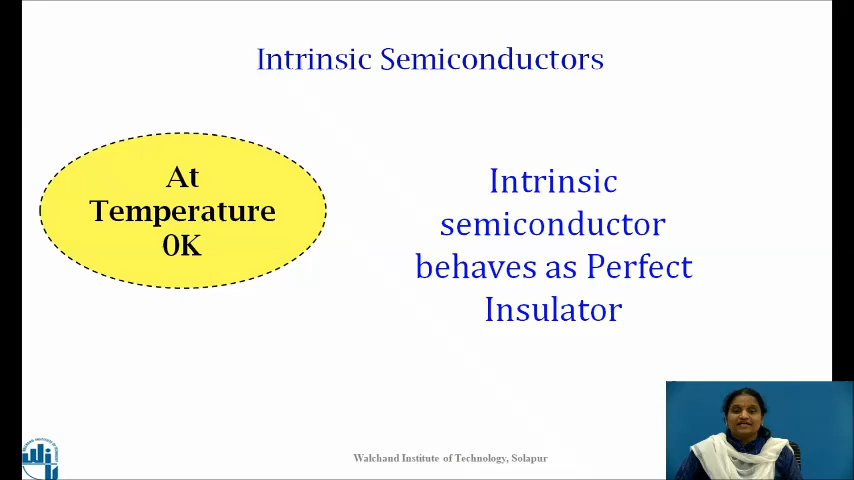 Intrinsic Semiconductors
At
Temperature
0K
Intrinsic
semiconductor
behaves as Perfect
Insulator
Walchand Institute of Technology, Solapur